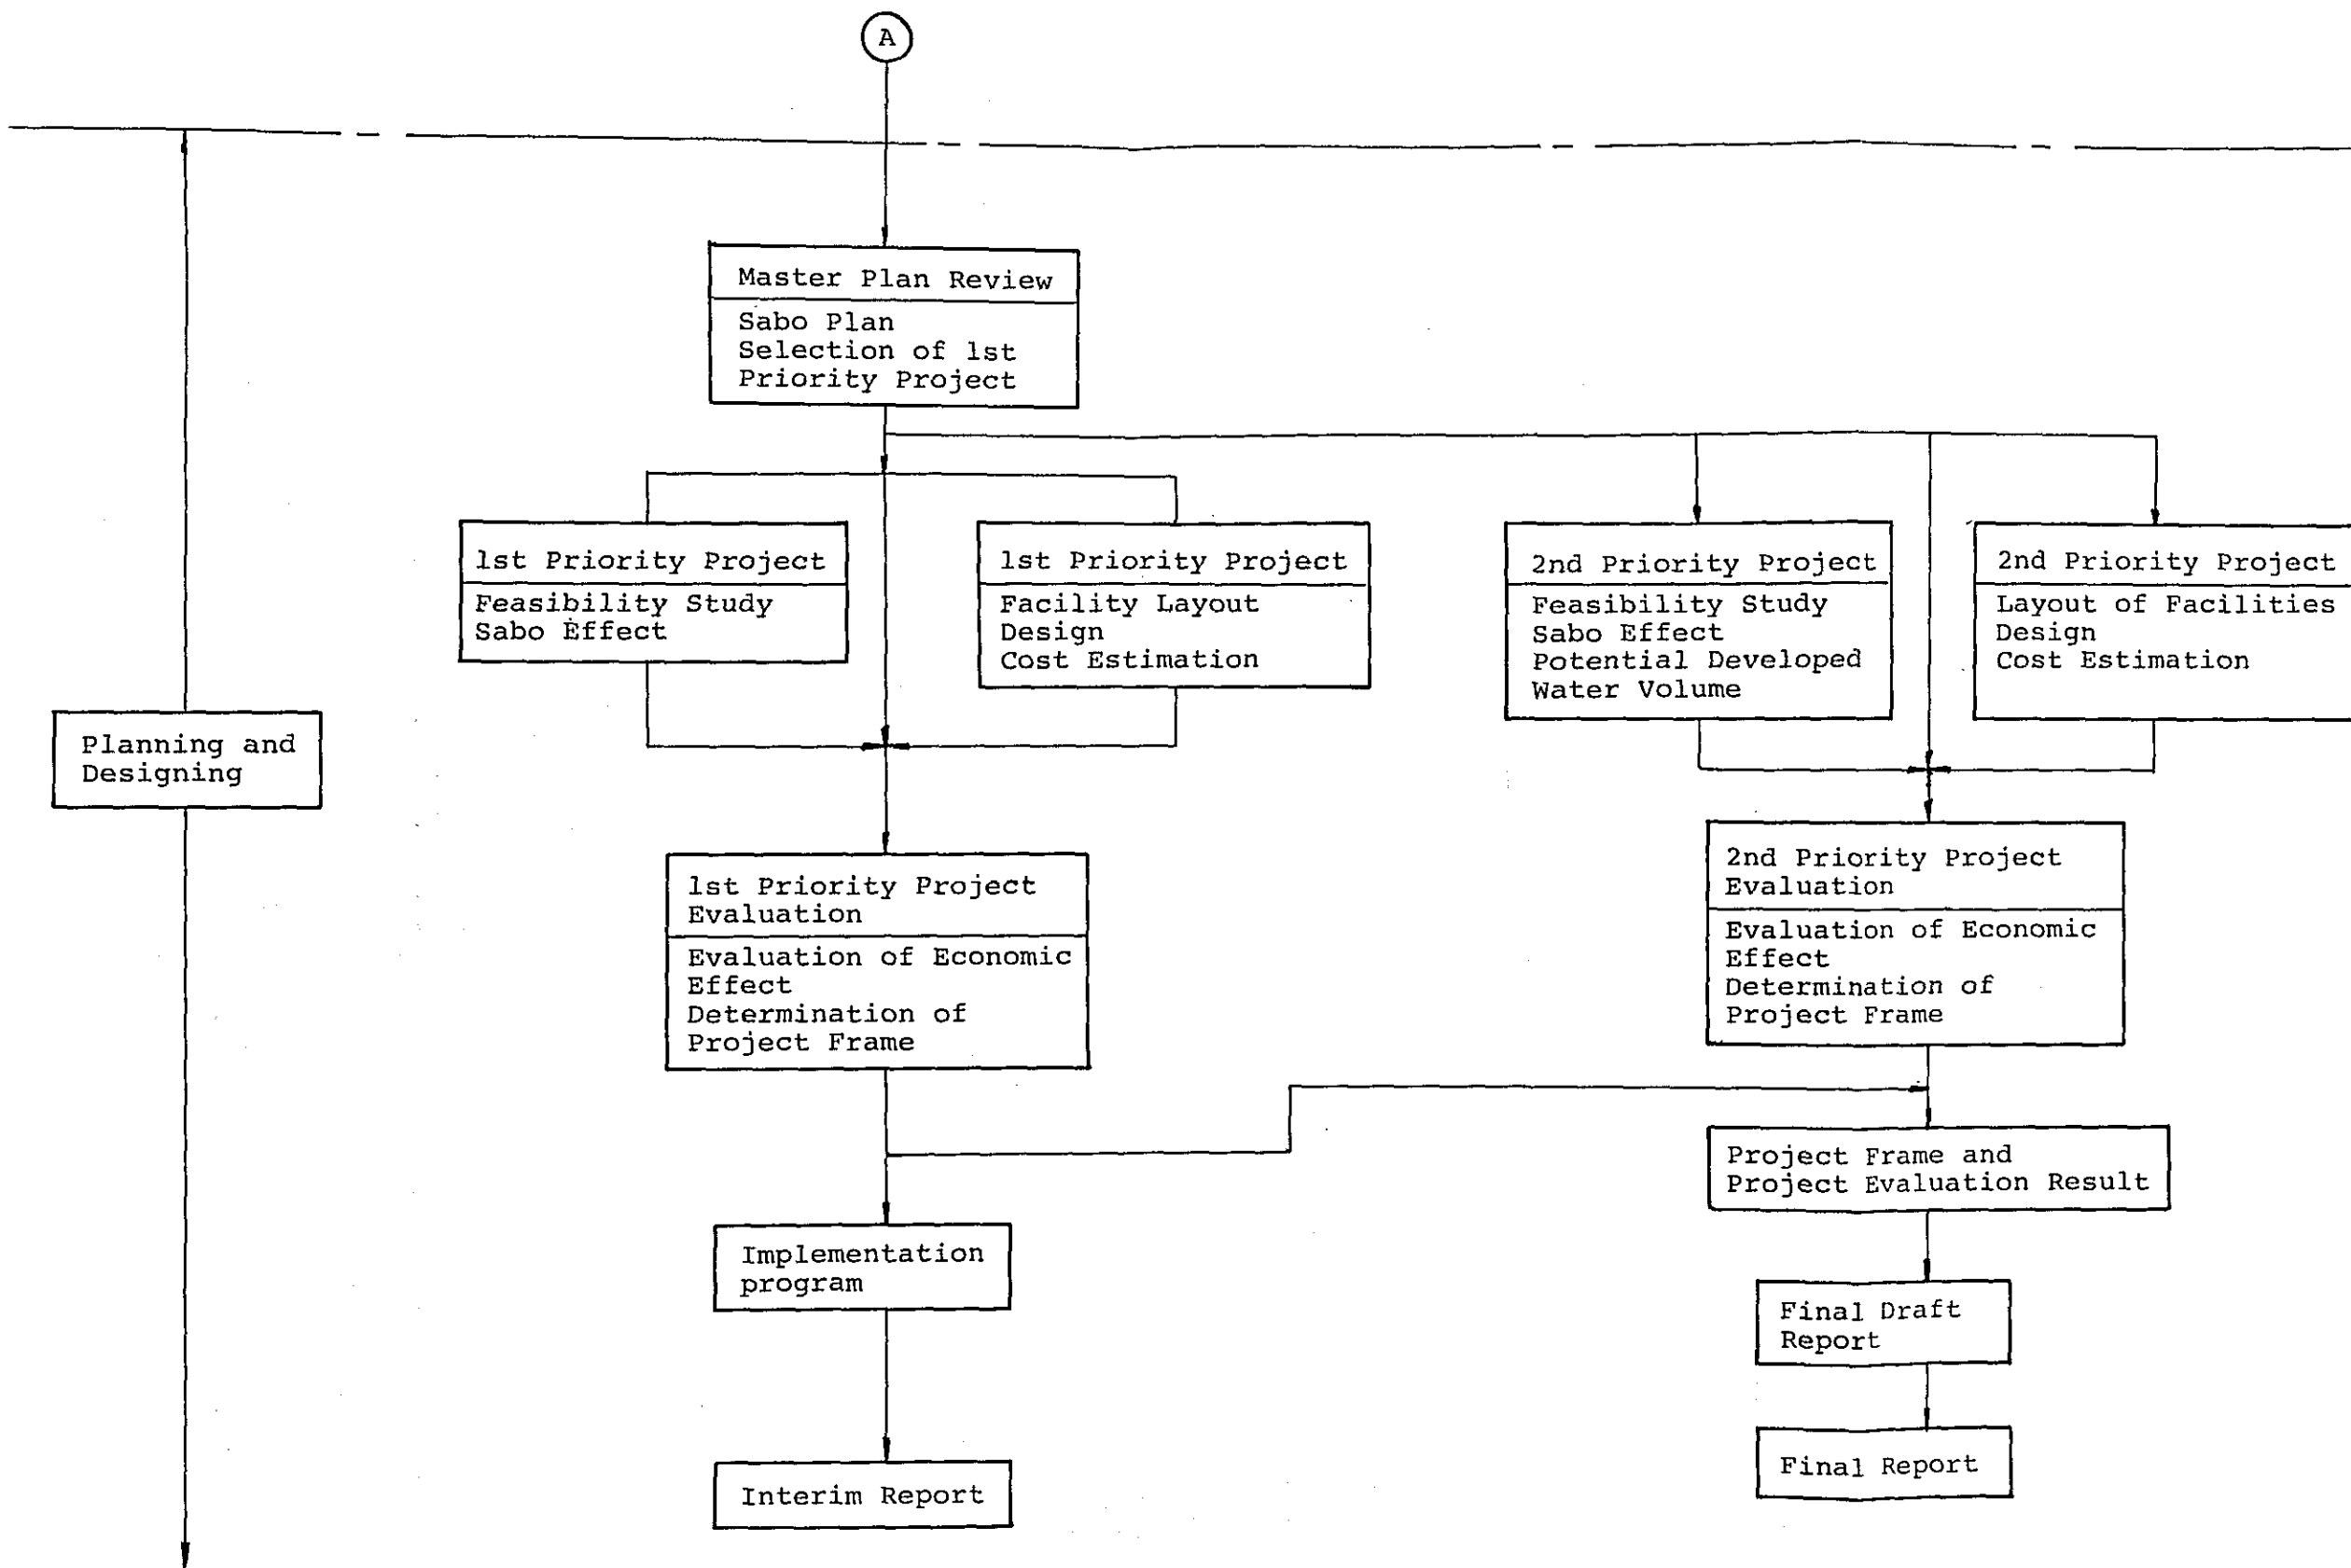 A
Master Plan Review
Sabo Plan
Selection of 1st
Priority Project
1st Priority Project
Feasibility Study
Sabo Effect
1st Priority Project
Facility Layout
Design
Cost Estimation
2nd Priority Project
Feasibility Study
Sabo Effect
Potential Developed
Water Volume
2nd Priority Project
Layout of Facilities
Design
Cost Estimation
Planning and
Designing
1st Priority Project
Evaluation
Evaluation of Economic
Effect
Determination of
Project Frame
2nd Priority Project
Evaluation
Evaluation of Economic
Effect
Determination of
Project Frame
Project Frame and
Project Evaluation Result
Implementation
program
Final Draft
Report
Interim Report
Final Report